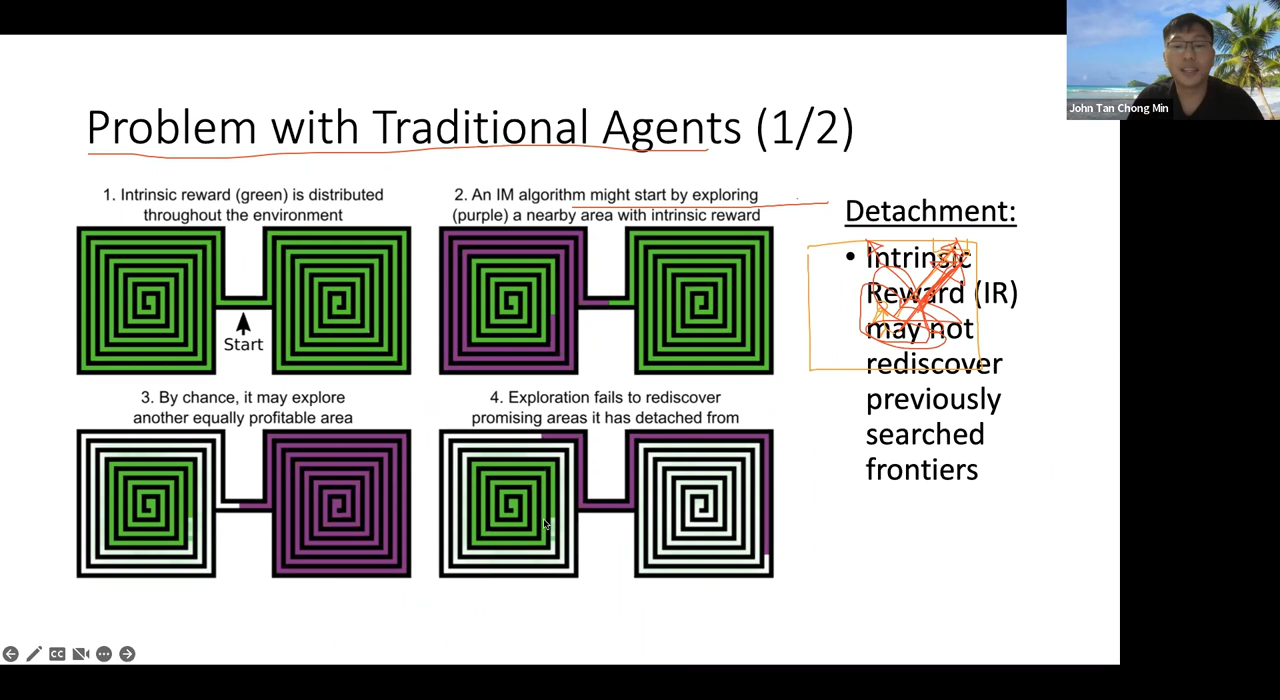 John Tan Chong Min
Problem with Traditional Agents (1/2)
1. Intrinsic reward (green) is distributed
throughout the environment
Start
2. An IM algorithm might start by exploring
(purple) a nearby area with intrinsic reward
3. By chance, it may explore
another equally profitable area
4. Exploration fails to rediscover
promising areas it has detached from
Detachment:
• Intrinsic
Reward (IR)
may not
rediscover
previously
searched
frontiers
CC